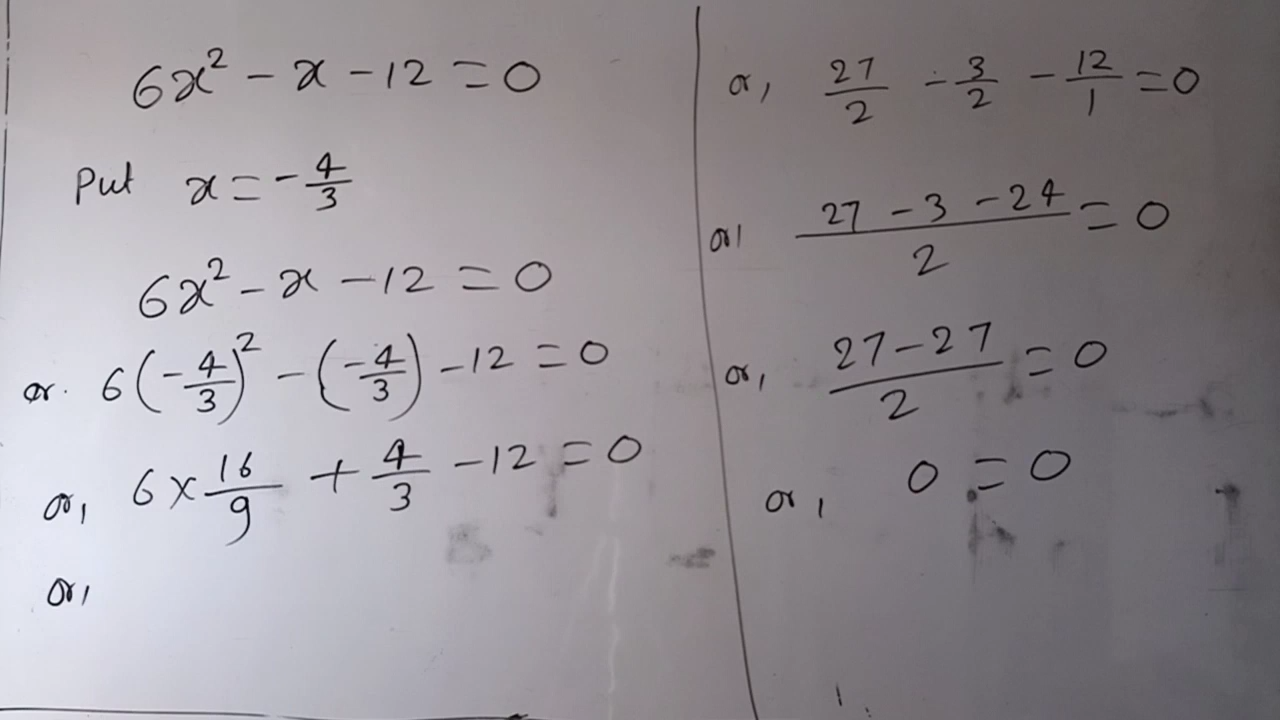 6x² - x - 12 = 0
Put x = -4/3
6x² - x - 12 = 0
or. 6(-4/3)² - (-4/3) - 12 = 0
or, 6 × 16/9 + 4/3 - 12 = 0
or,
or, 27/2 - 3/2 - 12/1 = 0
or, (27 - 3 - 24)/2 = 0
or, (27 - 27)/2 = 0
or, 0 = 0